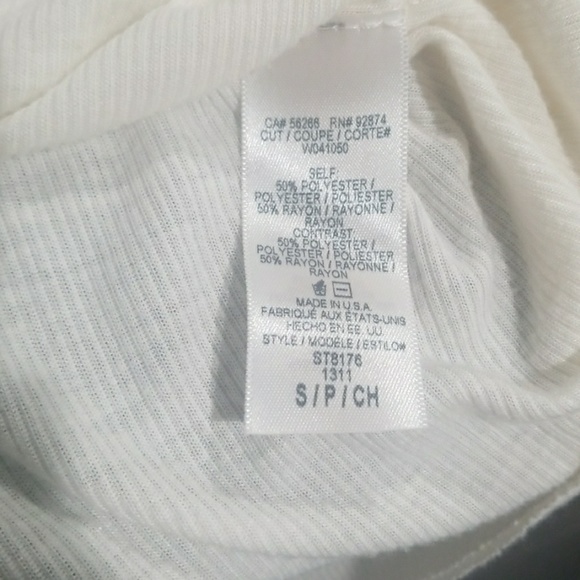 CA# 56266 RN# 92874
CUT / COUPE / CORTE#
W041050
SELF:
50% POLYESTER /
POLYESTER / POLIESTER
50% RAYON / RAYONNE /
RAYON
CONTRAST:
50% POLYESTER /
POLYESTER / POLIESTER
50% RAYON / RAYONNE /
RAYON
MADE IN U.S.A.
FABRIQUÉ AUX ÉTATS-UNIS
HECHO EN EE. UU.
STYLE / MODÈLE / ESTILO#
ST8176
1311
S / P / CH